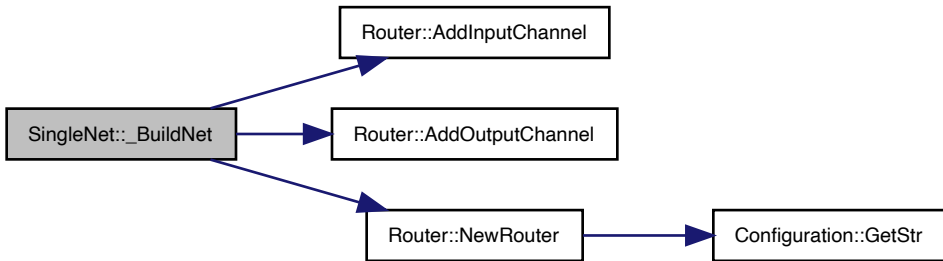 Router::AddInputChannel
SingleNet::_BuildNet
Router::AddOutputChannel
Router::NewRouter
Configuration::GetStr